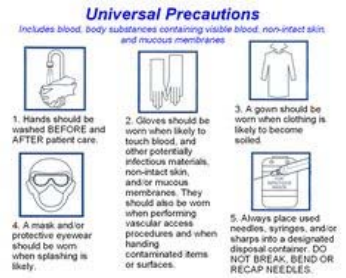 Universal Precautions
Includes blood, body substances containing visible blood, non-intact skin,
and mucous membranes
1. Hands should be
washed BEFORE and
AFTER patient care.
2. Gloves should be
worn when likely to
touch blood, and
other potentially
infectious materials,
non-intact skin,
and/or mucous
membranes. They
should also be worn
when performing
vascular access
procedures and when
handling
contaminated items
or surfaces.
3. A gown should be
worn when clothing is
likely to become
soiled.
4. A mask and/or
protective eyewear
should be worn
when splashing is
likely.
5. Always place used
needles, syringes, and/or
sharps into a designated
disposal container. DO
NOT BREAK, BEND OR
RECAP NEEDLES.